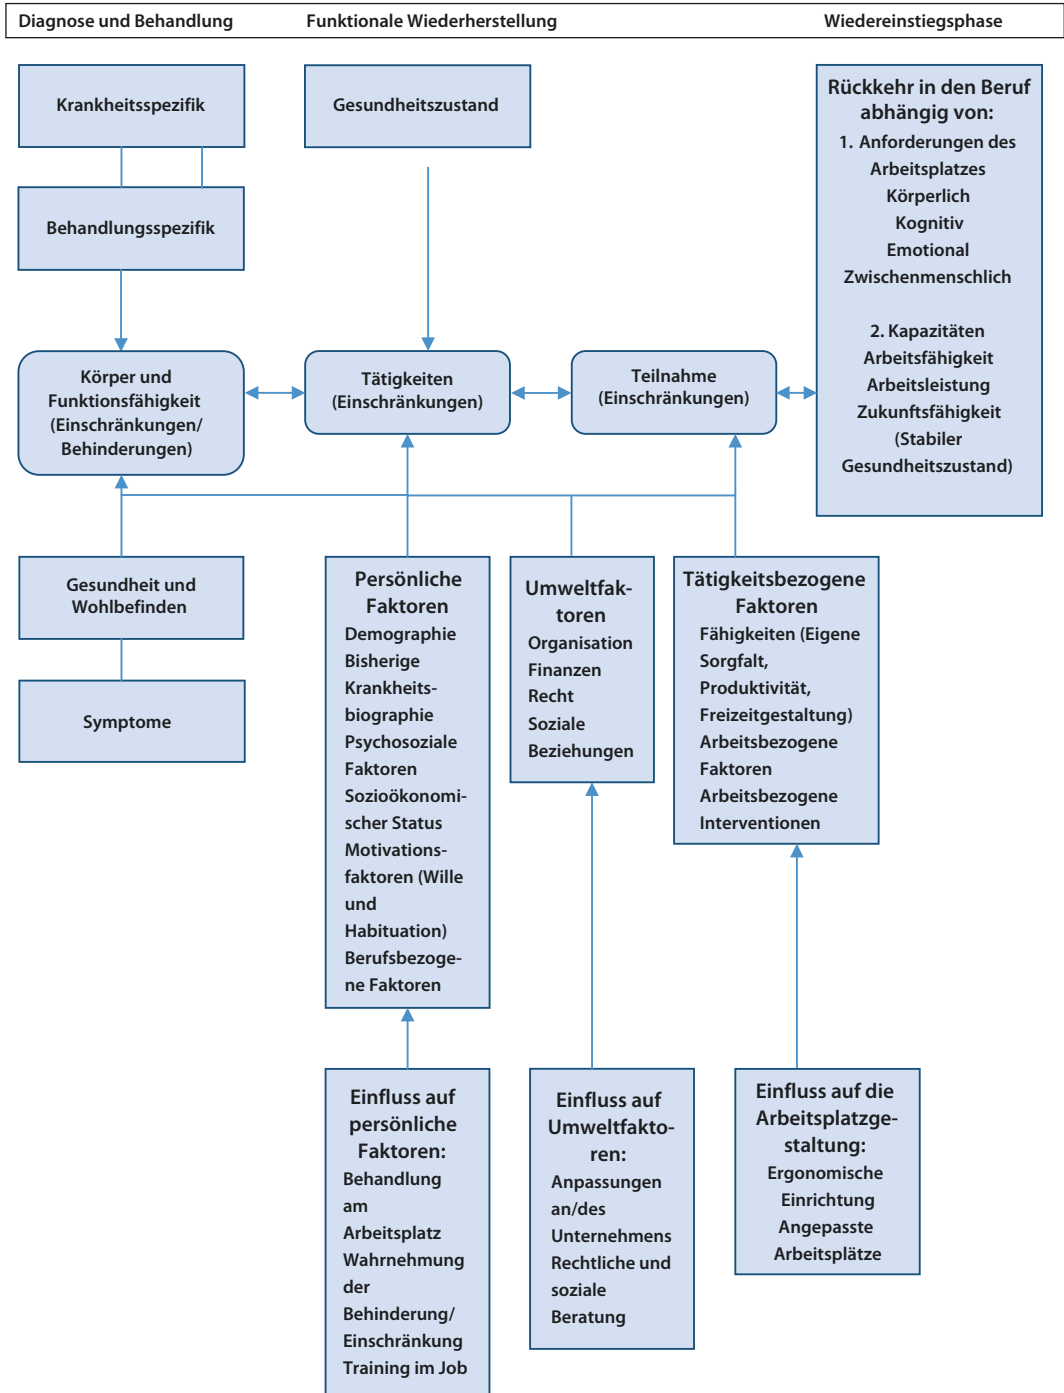 Diagnose und Behandlung
Funktionale Wiederherstellung
Wiedereinstiegsphase
Krankheitsspezifik
Gesundheitszustand
Rückkehr in den Beruf
abhängig von:
1. Anforderungen des
Arbeitsplatzes
Körperlich
Kognitiv
Emotional
Zwischenmenschlich
2. Kapazitäten
Arbeitsfähigkeit
Arbeitsleistung
Zukunftsfähigkeit
(Stabiler
Gesundheitszustand)
Behandlungsspezifik
Körper und
Funktionsfähigkeit
(Einschränkungen/
Behinderungen)
Tätigkeiten
(Einschränkungen)
Teilnahme
(Einschränkungen)
Gesundheit und
Wohlbefinden
Symptome
Persönliche
Faktoren
Demographie
Bisherige
Krankheits-
biographie
Psychosoziale
Faktoren
Sozioökonomi-
scher Status
Motivations-
faktoren (Wille
und
Habituation)
Berufsbezoge-
ne Faktoren
Umweltfak-
toren
Organisation
Finanzen
Recht
Soziale
Beziehungen
Tätigkeitsbezogene
Faktoren
Fähigkeiten (Eigene
Sorgfalt,
Produktivität,
Freizeitgestaltung)
Arbeitsbezogene
Faktoren
Arbeitsbezogene
Interventionen
Einfluss auf
persönliche
Faktoren:
Behandlung
am
Arbeitsplatz
Wahrnehmung
der
Behinderung/
Einschränkung
Training im Job
Einfluss auf
Umweltfakto-
ren:
Anpassungen
an/des
Unternehmens
Rechtliche und
soziale
Beratung
Einfluss auf die
Arbeitsplatzge-
staltung:
Ergonomische
Einrichtung
Angepasste
Arbeitsplätze